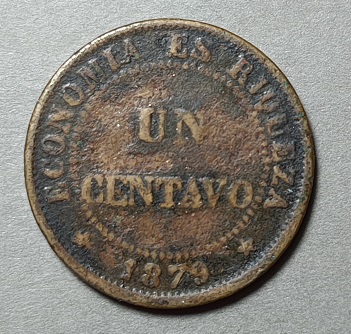 ECONOMIA ES RIQUEZA
UN
CENTAVO
1879